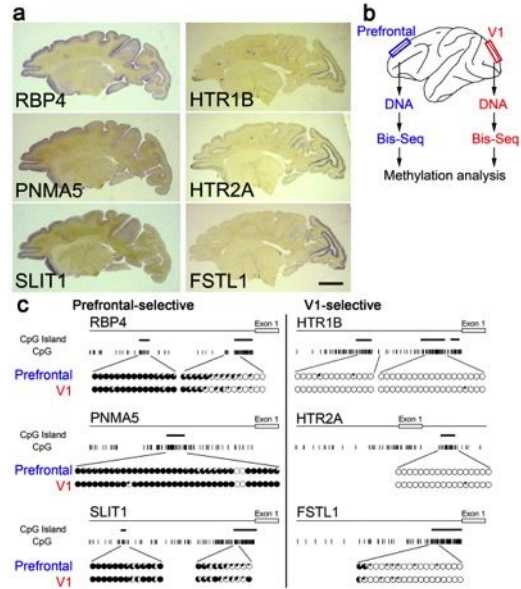 a
RBP4
HTR1B
PNMA5
HTR2A
SLIT1
FSTL1
b
Prefrontal
V1
DNA
DNA
Bis-Seq
Bis-Seq
Methylation analysis
c
Prefrontal-selective
V1-selective
RBP4
Exon 1
CpG Island
CpG
Prefrontal
V1
HTR1B
Exon 1
PNMA5
Exon 1
CpG Island
CpG
Prefrontal
V1
HTR2A
Exon 1
SLIT1
Exon 1
CpG Island
CpG
Prefrontal
V1
FSTL1
Exon 1